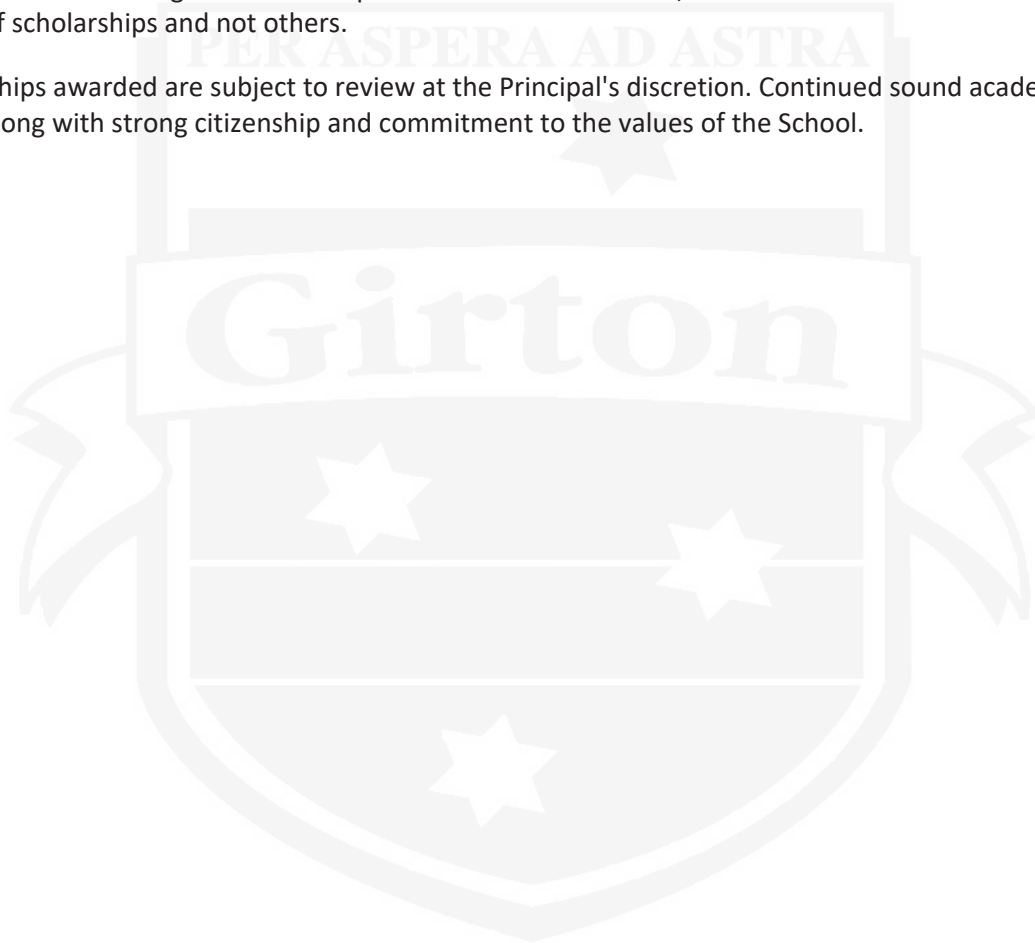 f scholarships and not others.
PER ASPERA AD ASTRA
hips awarded are subject to review at the Principal's discretion. Continued sound acade
ong with strong citizenship and commitment to the values of the School.
Girton